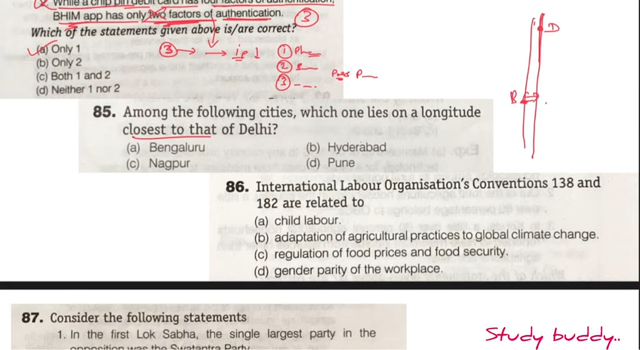 While a chip pin debit card has four factors of authentication,
BHIM app has only two factors of authentication.
3
Which of the statements given above is/are correct?
(a) Only 1
(b) Only 2
(c) Both 1 and 2
(d) Neither 1 nor 2
3
1
2
3
D
B
85. Among the following cities, which one lies on a longitude
closest to that of Delhi?
(a) Bengaluru (b) Hyderabad
(c) Nagpur (d) Pune
86. International Labour Organisation's Conventions 138 and
182 are related to
(a) child labour.
(b) adaptation of agricultural practices to global climate change.
(c) regulation of food prices and food security.
(d) gender parity of the workplace.
87. Consider the following statements
1. In the first Lok Sabha, the single largest party in the
opposition was the Swatantra Party.
Study buddy..